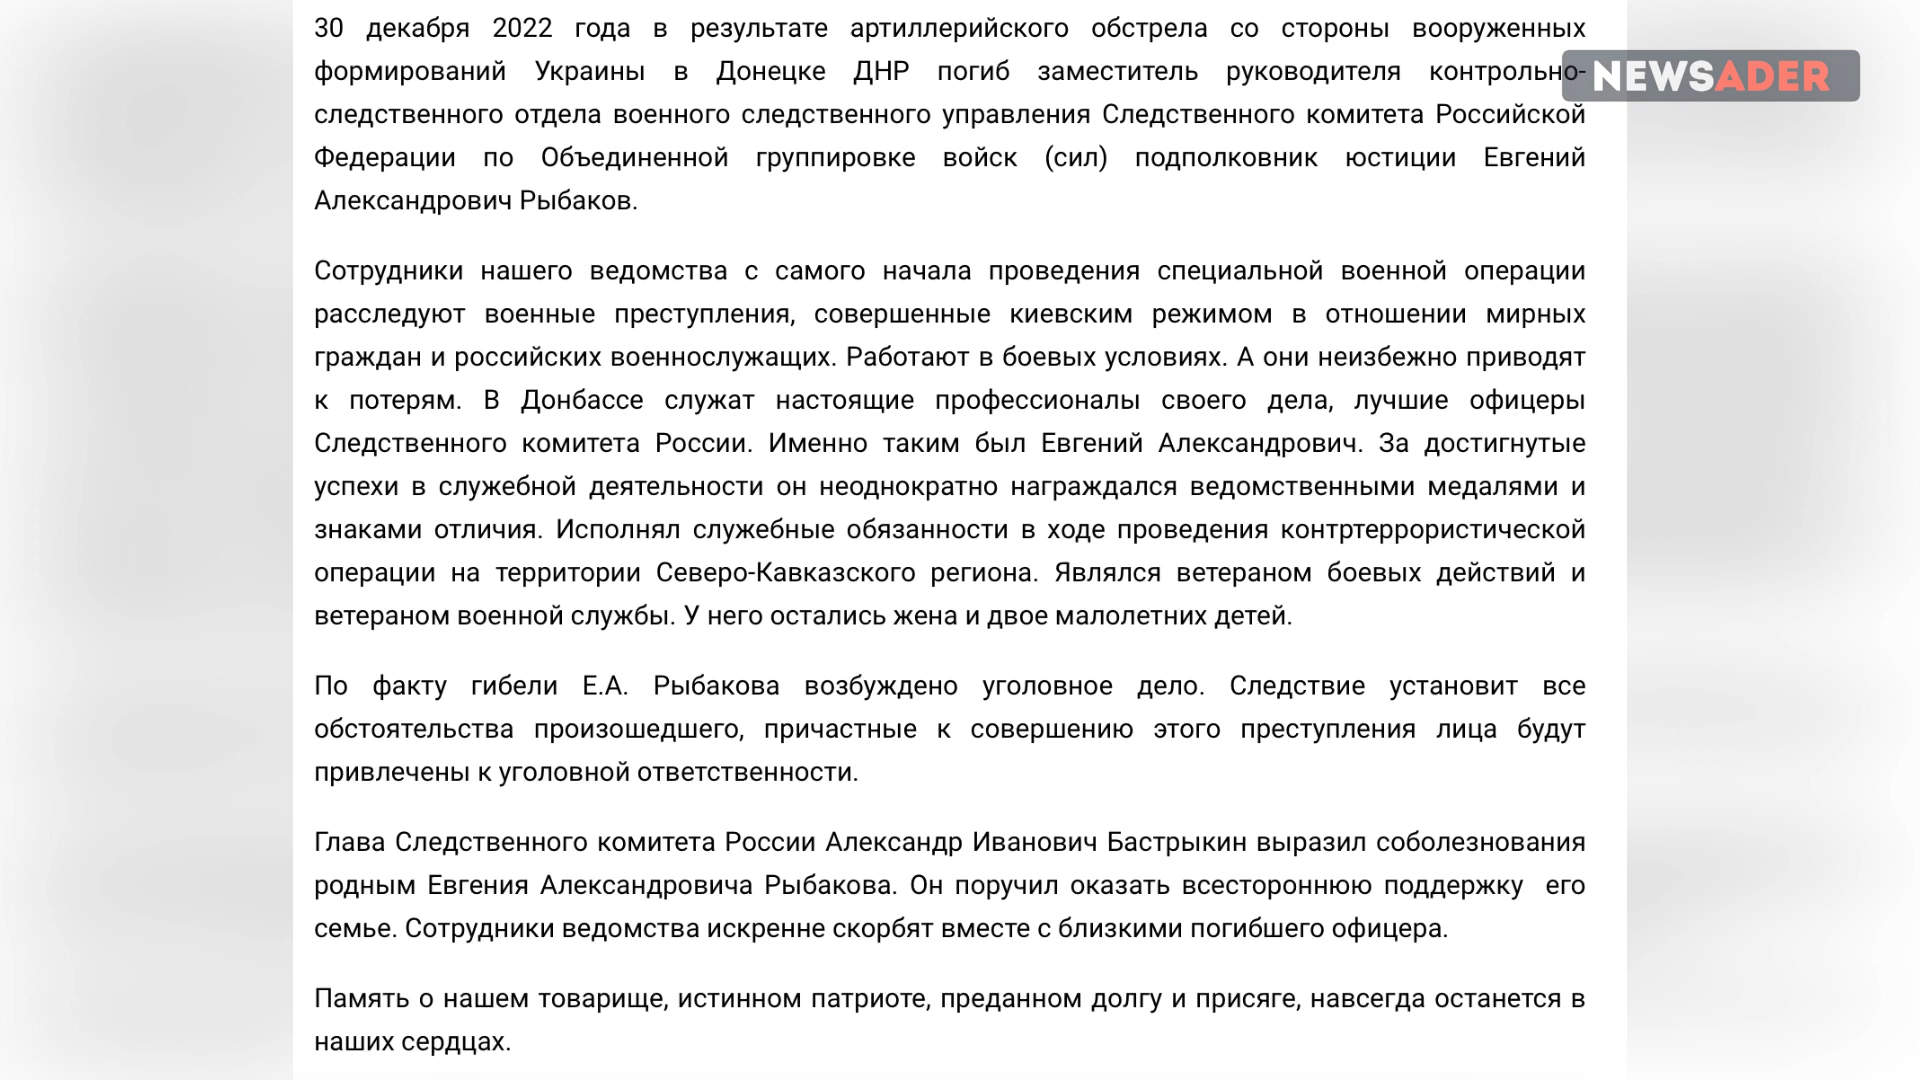 30 декабря 2022 года в результате артиллерийского обстрела со стороны вооруженных
формирований Украины в Донецке ДНР погиб заместитель руководителя контрольно-
NEWSADER
следственного отдела военного следственного управления Следственного комитета Российской
Федерации по Объединенной группировке войск (сил) подполковник юстиции Евгений
Александрович Рыбаков.
Сотрудники нашего ведомства с самого начала проведения специальной военной операции
расследуют военные преступления, совершенные киевским режимом в отношении мирных
граждан и российских военнослужащих. Работают в боевых условиях. А они неизбежно приводят
к потерям. В Донбассе служат настоящие профессионалы своего дела, лучшие офицеры
Следственного комитета России. Именно таким был Евгений Александрович. За достигнутые
успехи в служебной деятельности он неоднократно награждался ведомственными медалями и
знаками отличия. Исполнял служебные обязанности в ходе проведения контртеррористической
операции на территории Северо-Кавказского региона. Являлся ветераном боевых действий и
ветераном военной службы. У него остались жена и двое малолетних детей.
По факту гибели Е.А. Рыбакова возбуждено уголовное дело. Следствие установит все
обстоятельства произошедшего, причастные к совершению этого преступления лица будут
привлечены к уголовной ответственности.
Глава Следственного комитета России Александр Иванович Бастрыкин выразил соболезнования
родным Евгения Александровича Рыбакова. Он поручил оказать всестороннюю поддержку его
семье. Сотрудники ведомства искренне скорбят вместе с близкими погибшего офицера.
Память о нашем товарище, истинном патриоте, преданном долгу и присяге, навсегда останется в
наших сердцах.